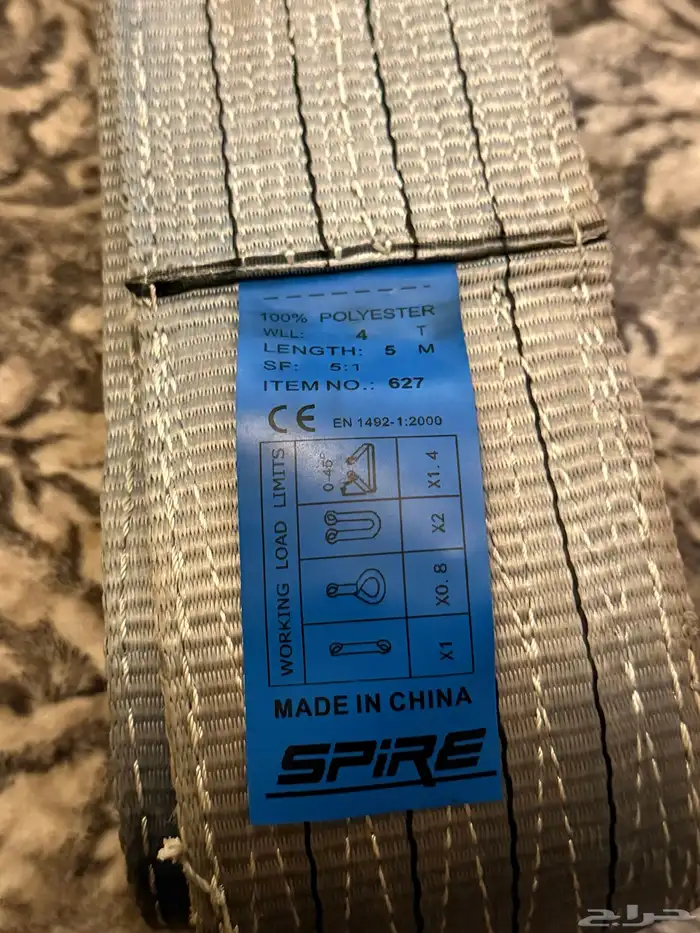 100% POLYESTER
WLL: 4 T
LENGTH: 5 M
SF: 5:1
ITEM NO.: 627
CE EN 1492-1:2000
WORKING LOAD LIMITS
0-45° X1.4
X2
X0.8
X1
MADE IN CHINA
SPiRE
حراج